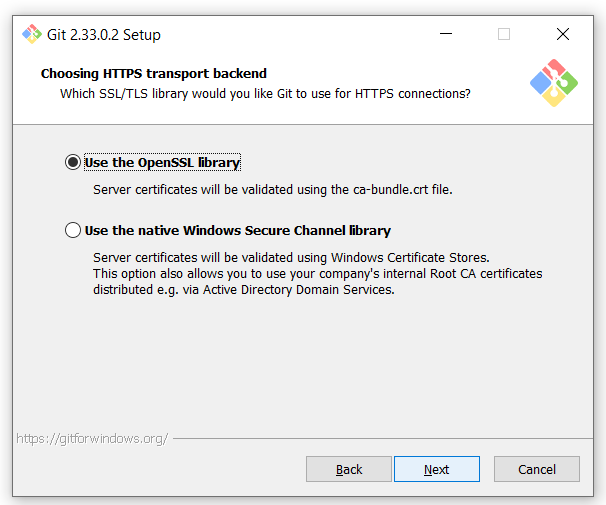 Git 2.33.0.2 Setup
Choosing HTTPS transport backend
Which SSL/TLS library would you like Git to use for HTTPS connections?
Use the OpenSSL library
Server certificates will be validated using the ca-bundle.crt file.
Use the native Windows Secure Channel library
Server certificates will be validated using Windows Certificate Stores.
This option also allows you to use your company's internal Root CA certificates
distributed e.g. via Active Directory Domain Services.
https://gitforwindows.org/
Back Next Cancel